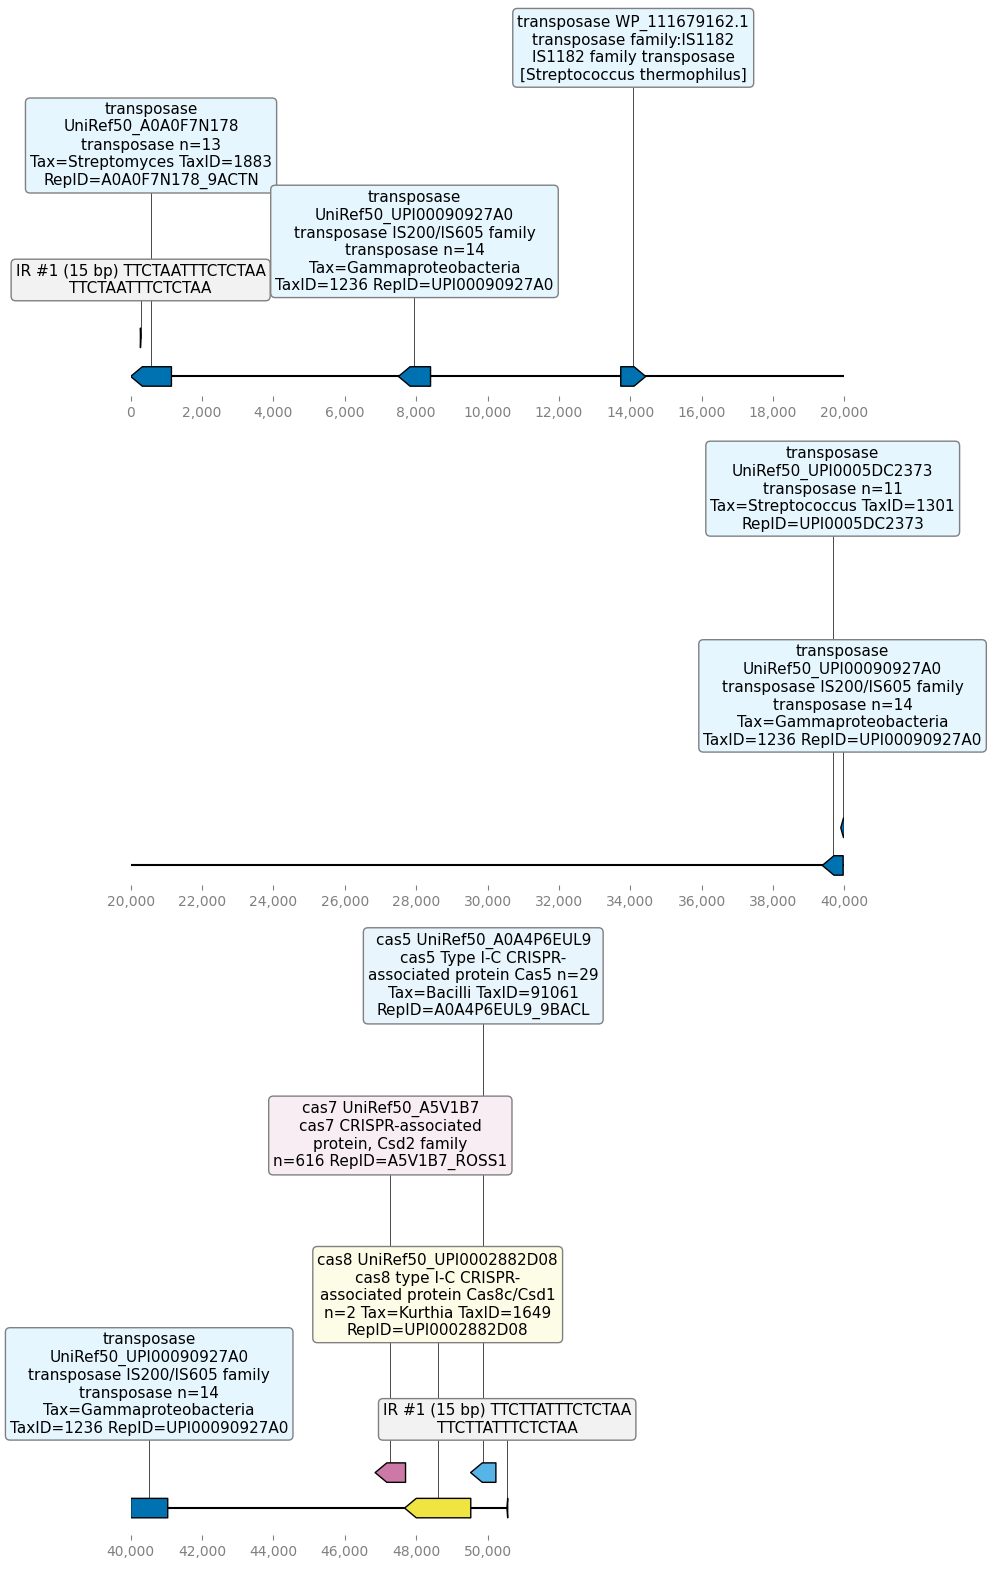 transposase WP_111679162.1
transposase family:IS1182
IS1182 family transposase
[Streptococcus thermophilus]
transposase
UniRef50_A0A0F7N178
transposase n=13
Tax=Streptomyces TaxID=1883
RepID=A0A0F7N178_9ACTN
transposase
UniRef50_UPI00090927A0
transposase IS200/IS605 family
transposase n=14
Tax=Gammaproteobacteria
TaxID=1236 RepID=UPI00090927A0
IR #1 (15 bp) TTCTAATTTCTCTAA
TTCTAATTTCTCTAA
0 2,000 4,000 6,000 8,000 10,000 12,000 14,000 16,000 18,000 20,000
transposase
UniRef50_UPI0005DC2373
transposase n=11
Tax=Streptococcus TaxID=1301
RepID=UPI0005DC2373
transposase
UniRef50_UPI00090927A0
transposase IS200/IS605 family
transposase n=14
Tax=Gammaproteobacteria
TaxID=1236 RepID=UPI00090927A0
20,000 22,000 24,000 26,000 28,000 30,000 32,000 34,000 36,000 38,000 40,000
cas5 UniRef50_A0A4P6EUL9
cas5 Type I-C CRISPR-
associated protein Cas5 n=29
Tax=Bacilli TaxID=91061
RepID=A0A4P6EUL9_9BACL
cas7 UniRef50_A5V1B7
cas7 CRISPR-associated
protein, Csd2 family
n=616 RepID=A5V1B7_ROSS1
cas8 UniRef50_UPI0002882D08
cas8 type I-C CRISPR-
associated protein Cas8c/Csd1
n=2 Tax=Kurthia TaxID=1649
RepID=UPI0002882D08
transposase
UniRef50_UPI00090927A0
transposase IS200/IS605 family
transposase n=14
Tax=Gammaproteobacteria
TaxID=1236 RepID=UPI00090927A0
IR #1 (15 bp) TTCTTATTTCTCTAA
TTCTTATTTCTCTAA
40,000 42,000 44,000 46,000 48,000 50,000